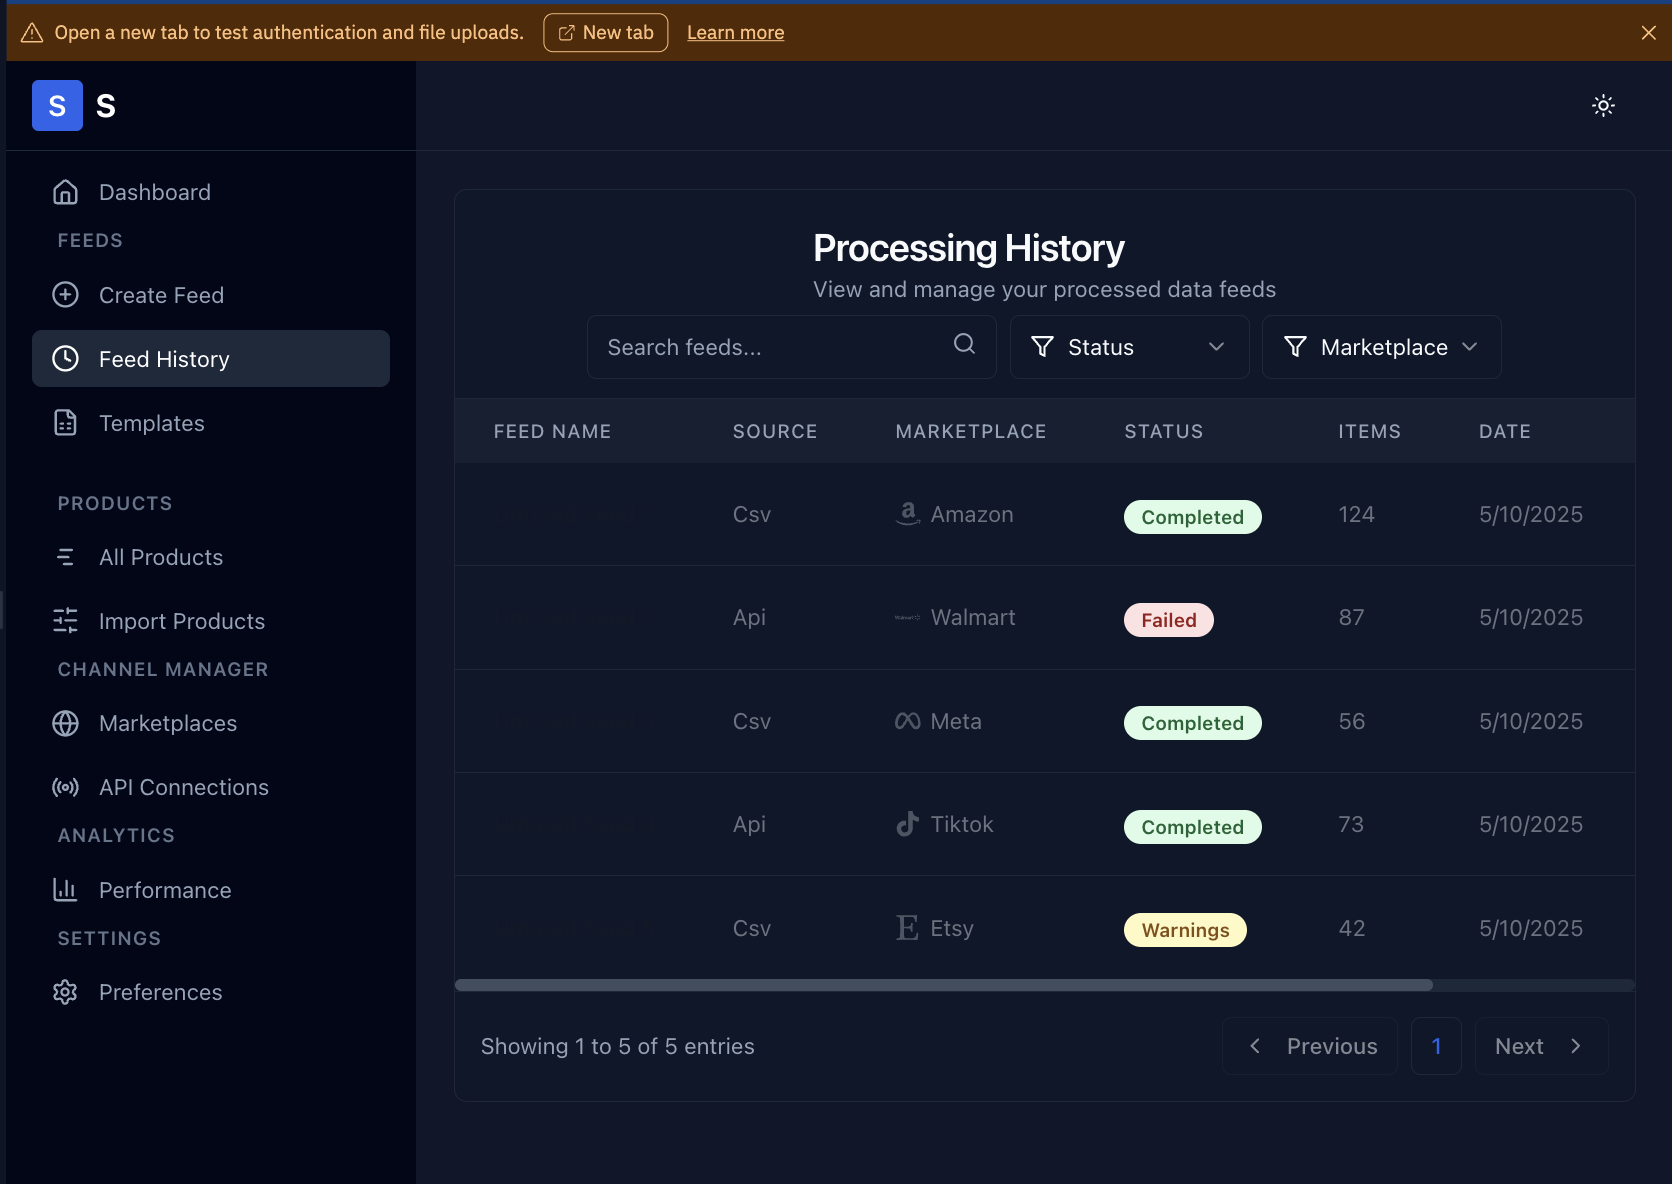 Open a new tab to test authentication and file uploads. New tab Learn more
S S
Dashboard
FEEDS
Create Feed
Feed History
Templates
PRODUCTS
All Products
Import Products
CHANNEL MANAGER
Marketplaces
API Connections
ANALYTICS
Performance
SETTINGS
Preferences
Processing History
View and manage your processed data feeds
Search feeds... Status Marketplace
FEED NAME SOURCE MARKETPLACE STATUS ITEMS DATE
Csv Amazon Completed 124 5/10/2025
Api Walmart Failed 87 5/10/2025
Csv Meta Completed 56 5/10/2025
Api Tiktok Completed 73 5/10/2025
Csv Etsy Warnings 42 5/10/2025
Showing 1 to 5 of 5 entries Previous 1 Next